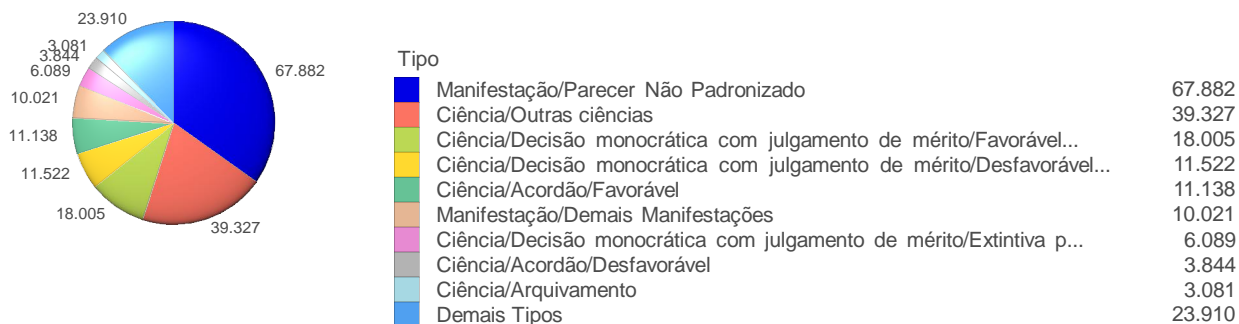 23.910
3.081
3.844
6.089
10.021
11.138
11.522
18.005
39.327
67.882
Tipo
Manifestação/Parecer Não Padronizado 67.882
Ciência/Outras ciências 39.327
Ciência/Decisão monocrática com julgamento de mérito/Favorável... 18.005
Ciência/Decisão monocrática com julgamento de mérito/Desfavorável... 11.522
Ciência/Acordão/Favorável 11.138
Manifestação/Demais Manifestações 10.021
Ciência/Decisão monocrática com julgamento de mérito/Extintiva p... 6.089
Ciência/Acordão/Desfavorável 3.844
Ciência/Arquivamento 3.081
Demais Tipos 23.910